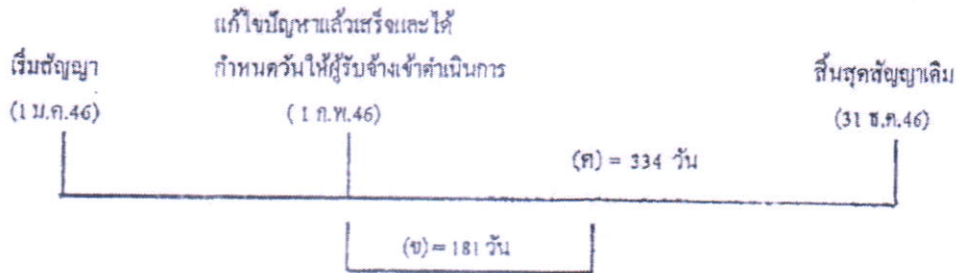 แก้ไขปัญหาแล้วเสร็จและได้
เริ่มสัญญา
กำหนดวันให้ผู้รับจ้างเข้าดำเนินการ
สิ้นสุดสัญญาเดิม
(1 ม.ค.46)
( 1 ก.พ.46)
(31 ธ.ค.46)
(ค) = 334 วัน
(ข) = 181 วัน